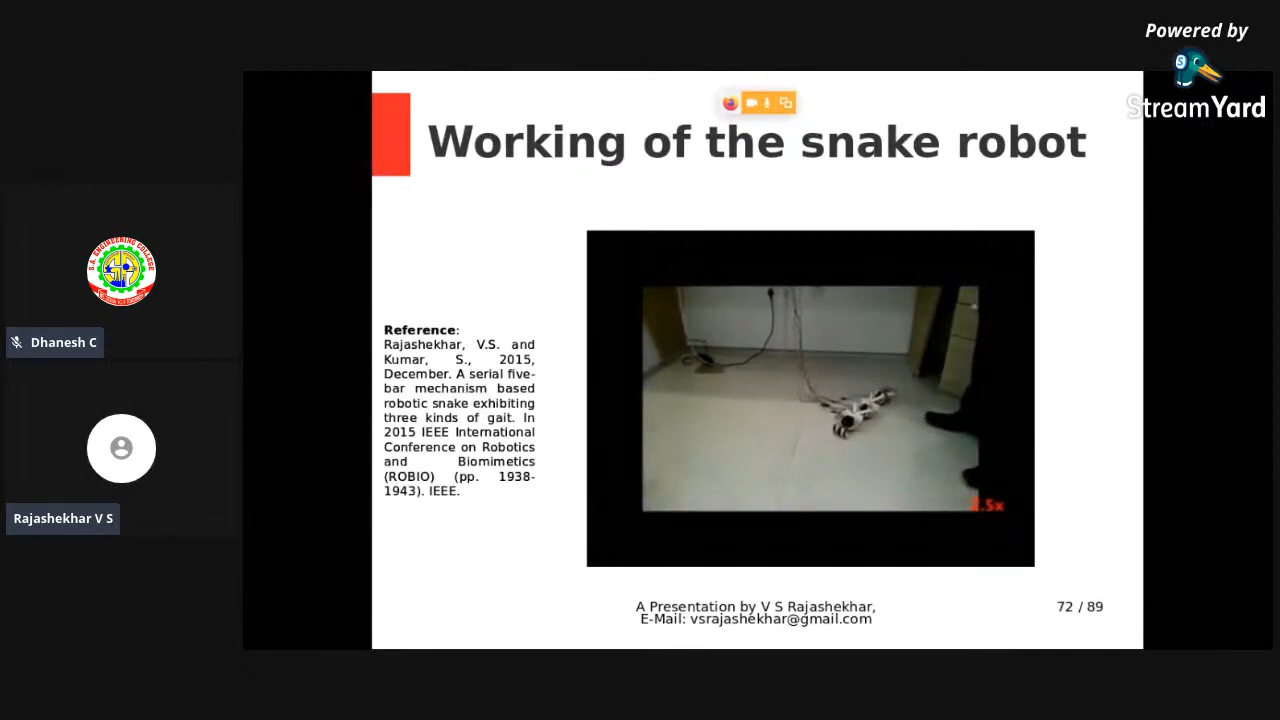 Powered by
StreamYard
Working of the snake robot
Reference:
Rajashekhar, V.S. and
Kumar, S., 2015,
December. A serial five-
bar mechanism based
robotic snake exhibiting
three kinds of gait. In
2015 IEEE International
Conference on Robotics
and Biomimetics
(ROBIO) (pp. 1938-
1943). IEEE.
A Presentation by V S Rajashekhar,
E-Mail: vsrajashekhar@gmail.com
72 / 89
Dhanesh C
Rajashekhar V S
S.A. ENGINEERING COLLEGE